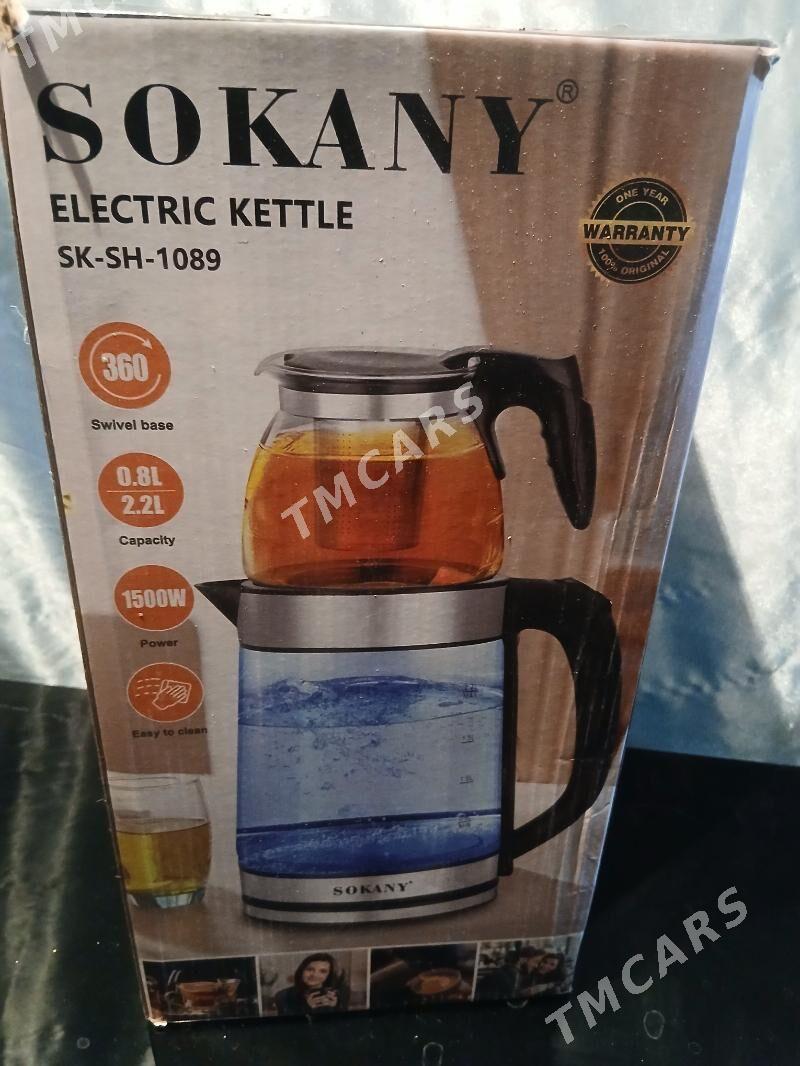 SOKANY®
ELECTRIC KETTLE
SK-SH-1089
ONE YEAR
WARRANTY
100% ORIGINAL
360
Swivel base
0.8L
2.2L
Capacity
1500W
Power
Easy to clean
SOKANY
TMCARS
TMCARS
TMCARS